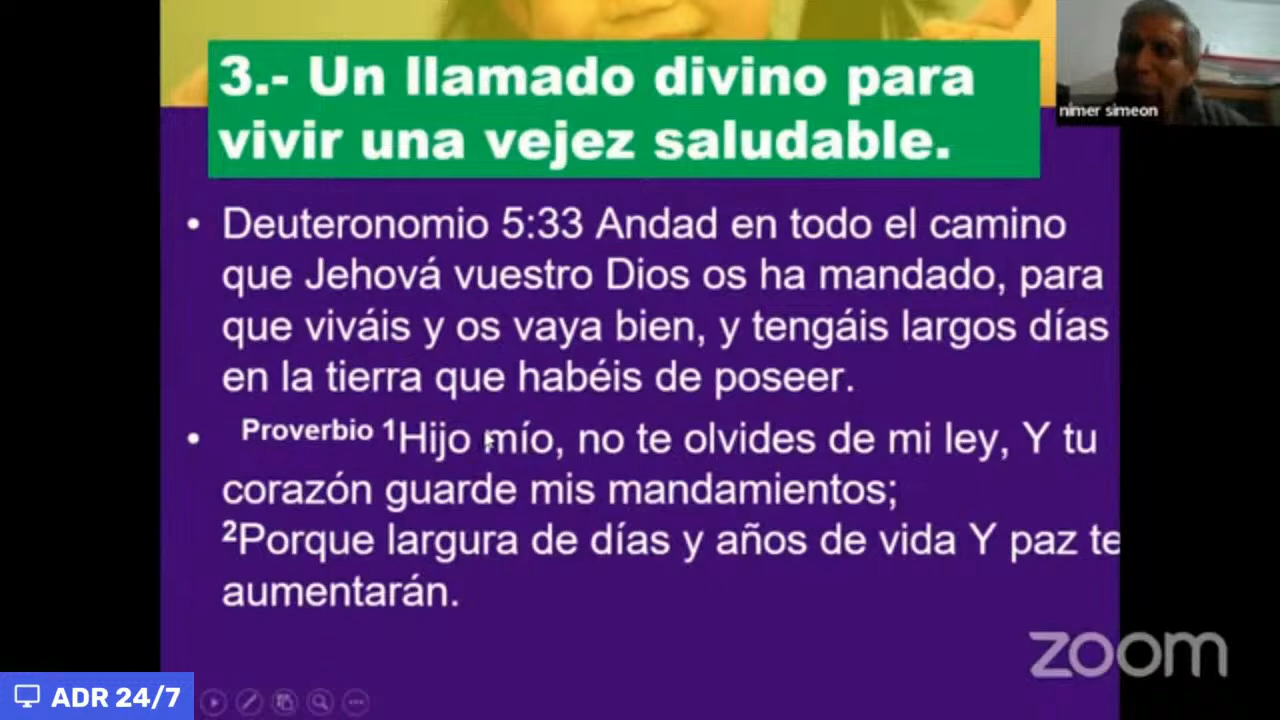 3.- Un llamado divino para
vivir una vejez saludable.
nimer simeon
• Deuteronomio 5:33 Andad en todo el camino
que Jehová vuestro Dios os ha mandado, para
que viváis y os vaya bien, y tengáis largos días
en la tierra que habéis de poseer.
• Proverbio 1Hijo mío, no te olvides de mi ley, Y tu
corazón guarde mis mandamientos;
2Porque largura de días y años de vida Y paz te
aumentarán.
zoom
ADR 24/7